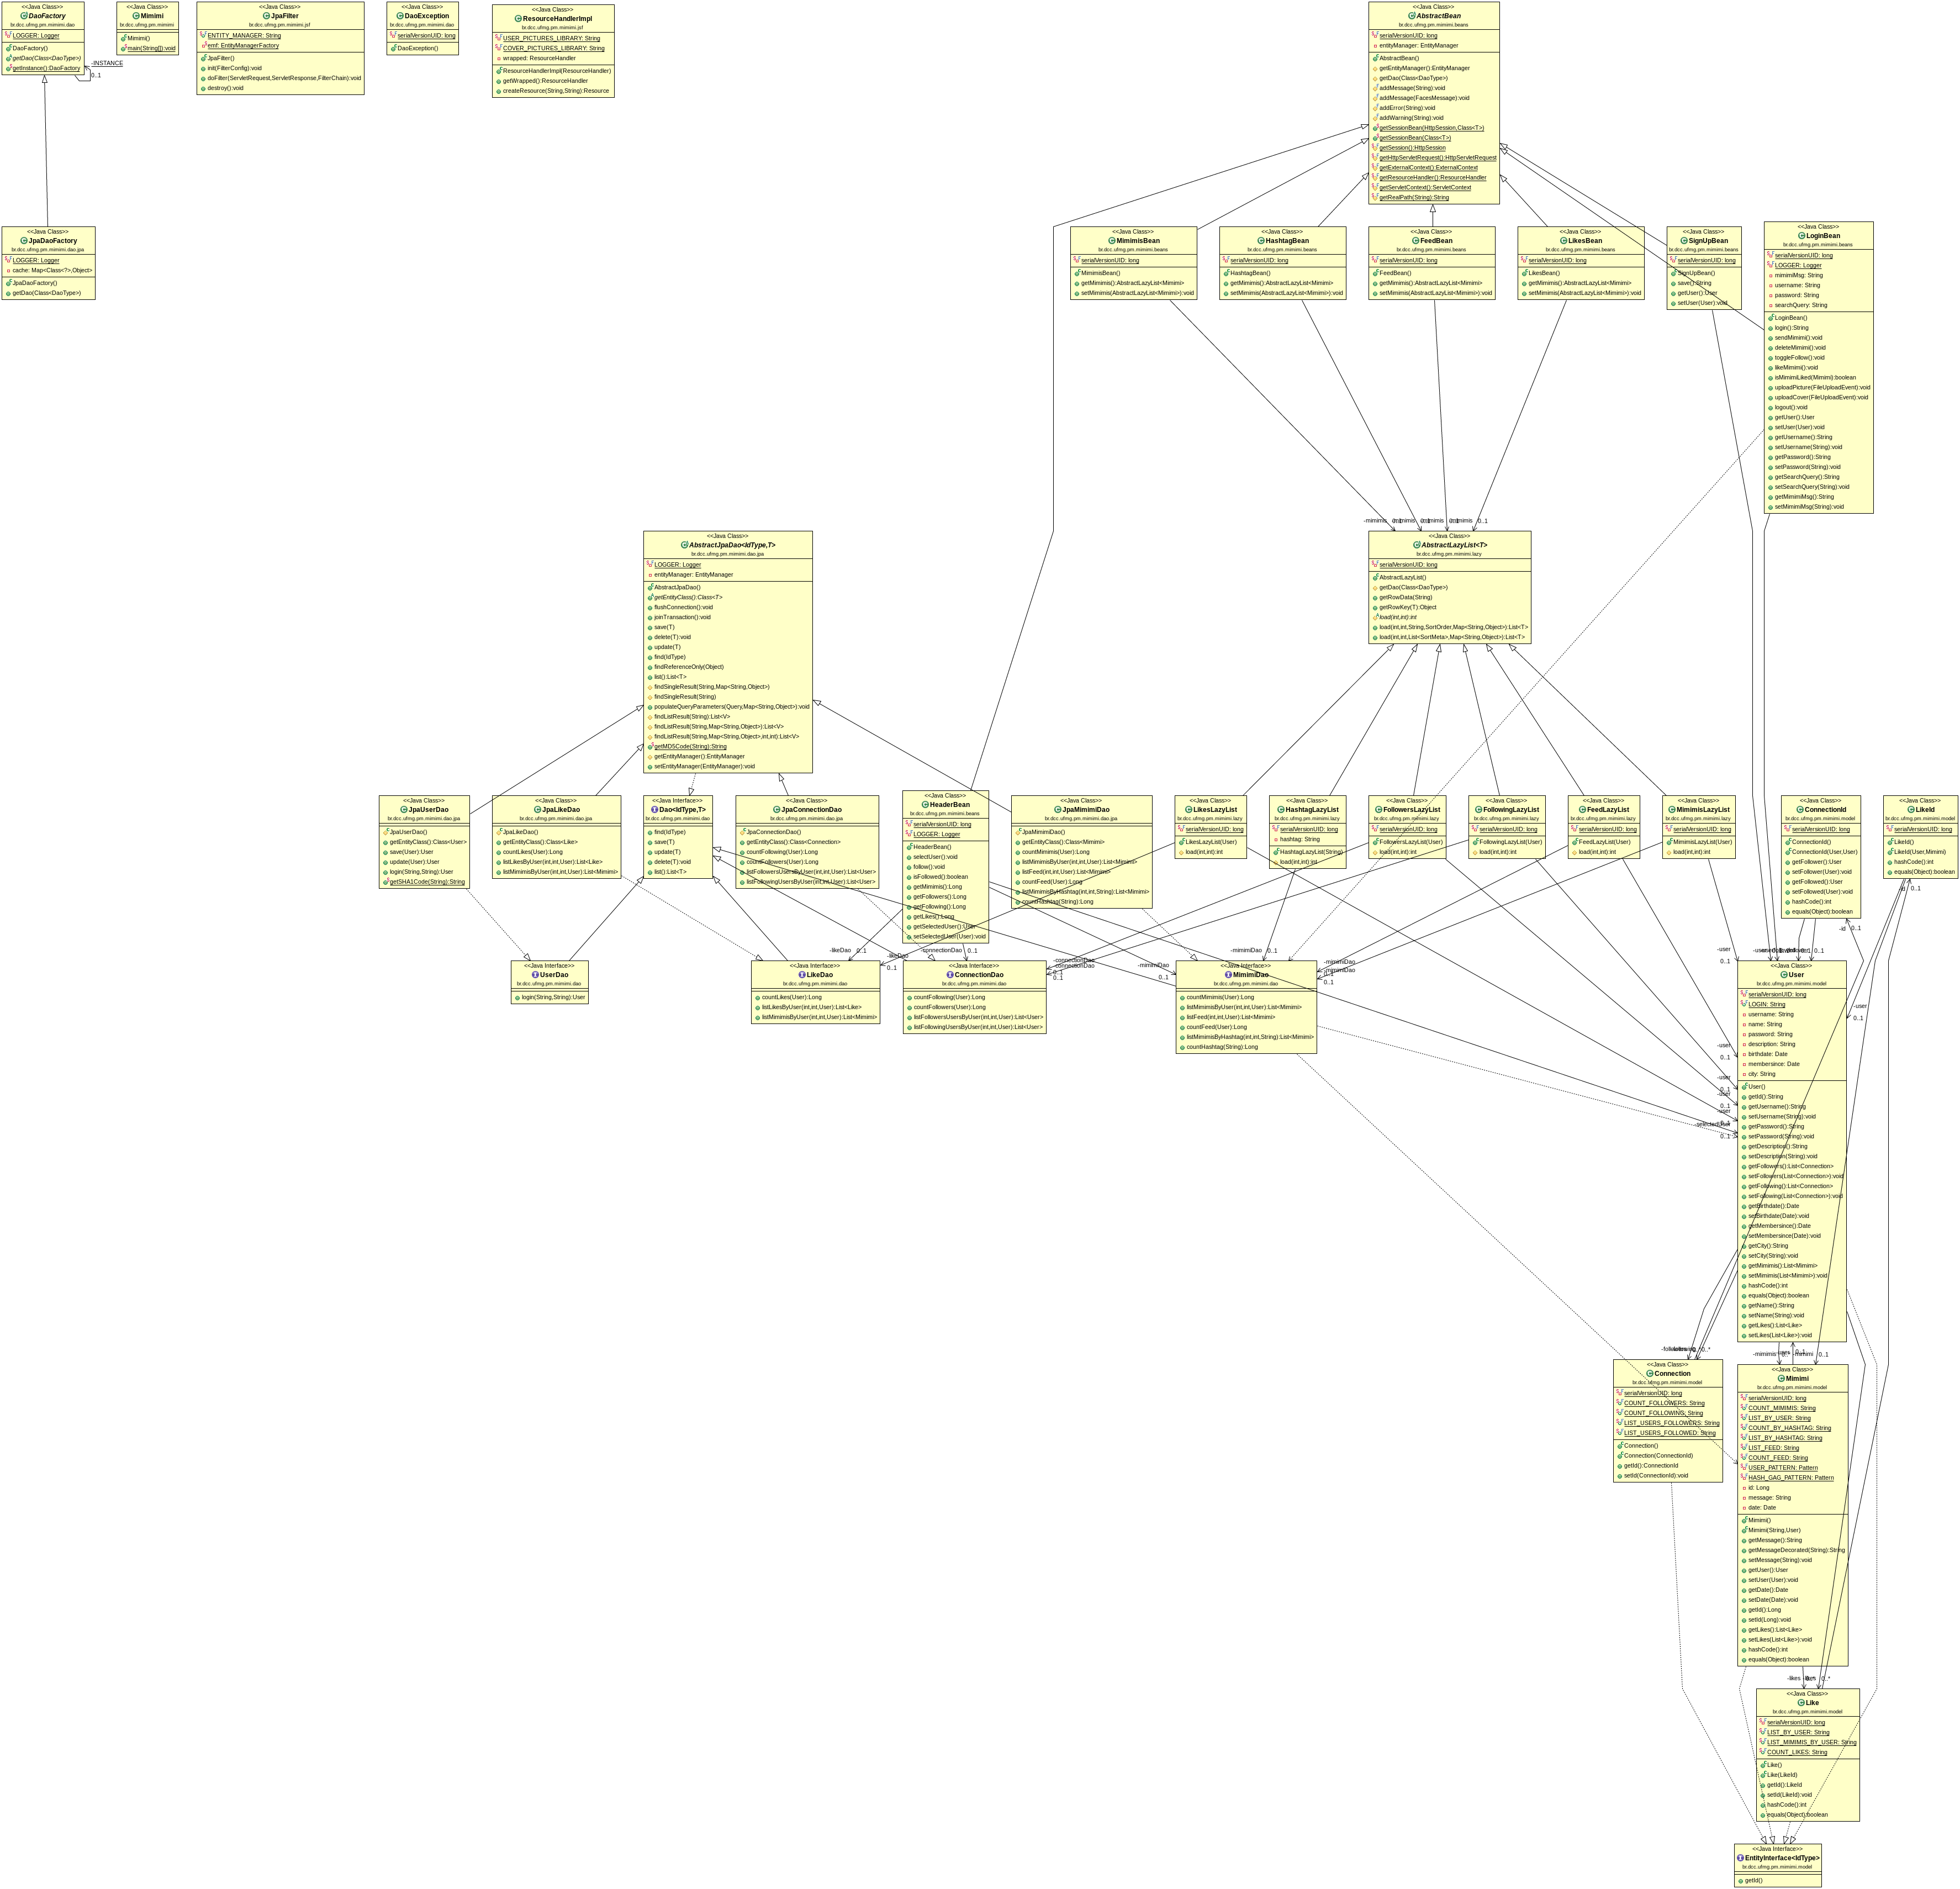 <<Java Class>>
DaoFactory
br.dcc.ufmg.pm.mimimi.dao
LOGGER: Logger
DaoFactory()
getDao(Class<DaoType>)
getInstance():DaoFactory
-INSTANCE
0..1
<<Java Class>>
Mimimi
br.dcc.ufmg.pm.mimimi
Mimimi()
main(String[]):void
<<Java Class>>
JpaFilter
br.dcc.ufmg.pm.mimimi.jsf
ENTITY_MANAGER: String
emf: EntityManagerFactory
JpaFilter()
init(FilterConfig):void
doFilter(ServletRequest,ServletResponse,FilterChain):void
destroy():void
<<Java Class>>
DaoException
br.dcc.ufmg.pm.mimimi.dao
serialVersionUID: long
DaoException()
<<Java Class>>
ResourceHandlerImpl
br.dcc.ufmg.pm.mimimi.jsf
USER_PICTURES_LIBRARY: String
COVER_PICTURES_LIBRARY: String
wrapped: ResourceHandler
ResourceHandlerImpl(ResourceHandler)
getWrapped():ResourceHandler
createResource(String,String):Resource
<<Java Class>>
AbstractBean
br.dcc.ufmg.pm.mimimi.beans
serialVersionUID: long
entityManager: EntityManager
AbstractBean()
getEntityManager():EntityManager
getDao(Class<DaoType>)
addMessage(String):void
addMessage(FacesMessage):void
addError(String):void
addWarning(String):void
getSessionBean(HttpSession,Class<T>)
getSessionBean(Class<T>)
getSession():HttpSession
getHttpServletRequest():HttpServletRequest
getExternalContext():ExternalContext
getResourceHandler():ResourceHandler
getServletContext():ServletContext
getRealPath(String):String
<<Java Class>>
JpaDaoFactory
br.dcc.ufmg.pm.mimimi.dao.jpa
LOGGER: Logger
cache: Map<Class<?>,Object>
JpaDaoFactory()
getDao(Class<DaoType>)
<<Java Class>>
MimimisBean
br.dcc.ufmg.pm.mimimi.beans
serialVersionUID: long
MimimisBean()
getMimimis():AbstractLazyList<Mimimi>
setMimimis(AbstractLazyList<Mimimi>):void
<<Java Class>>
HashtagBean
br.dcc.ufmg.pm.mimimi.beans
serialVersionUID: long
HashtagBean()
getMimimis():AbstractLazyList<Mimimi>
setMimimis(AbstractLazyList<Mimimi>):void
<<Java Class>>
FeedBean
br.dcc.ufmg.pm.mimimi.beans
serialVersionUID: long
FeedBean()
getMimimis():AbstractLazyList<Mimimi>
setMimimis(AbstractLazyList<Mimimi>):void
<<Java Class>>
LikesBean
br.dcc.ufmg.pm.mimimi.beans
serialVersionUID: long
LikesBean()
getMimimis():AbstractLazyList<Mimimi>
setMimimis(AbstractLazyList<Mimimi>):void
<<Java Class>>
SignUpBean
br.dcc.ufmg.pm.mimimi.beans
serialVersionUID: long
SignUpBean()
save():String
getUser():User
setUser(User):void
<<Java Class>>
LoginBean
br.dcc.ufmg.pm.mimimi.beans
serialVersionUID: long
LOGGER: Logger
mimimiMsg: String
username: String
password: String
searchQuery: String
LoginBean()
login():String
sendMimimi():void
deleteMimimi():void
toggleFollow():void
likeMimimi():void
isMimimiLiked(Mimimi):boolean
uploadPicture(FileUploadEvent):void
uploadCover(FileUploadEvent):void
logout():void
getUser():User
setUser(User):void
getUsername():String
setUsername(String):void
getPassword():String
setPassword(String):void
getSearchQuery():String
setSearchQuery(String):void
getMimimiMsg():String
setMimimiMsg(String):void
-mimimis
0..1
<<Java Class>>
AbstractJpaDao<IdType,T>
br.dcc.ufmg.pm.mimimi.dao.jpa
LOGGER: Logger
entityManager: EntityManager
AbstractJpaDao()
getEntityClass():Class<T>
flushConnection():void
joinTransaction():void
save(T)
delete(T):void
update(T)
find(IdType)
findReferenceOnly(Object)
list():List<T>
findSingleResult(String,Map<String,Object>)
findSingleResult(String)
populateQueryParameters(Query,Map<String,Object>):void
findListResult(String):List<V>
findListResult(String,Map<String,Object>):List<V>
findListResult(String,Map<String,Object>,int,int):List<V>
getMD5Code(String):String
getEntityManager():EntityManager
setEntityManager(EntityManager):void
<<Java Class>>
AbstractLazyList<T>
br.dcc.ufmg.pm.mimimi.lazy
serialVersionUID: long
AbstractLazyList()
getDao(Class<DaoType>)
getRowData(String)
getRowKey(T):Object
load(int,int):int
load(int,int,String,SortOrder,Map<String,Object>):List<T>
load(int,int,List<SortMeta>,Map<String,Object>):List<T>
<<Java Class>>
JpaUserDao
br.dcc.ufmg.pm.mimimi.dao.jpa
JpaUserDao()
getEntityClass():Class<User>
save(User):User
update(User):User
login(String,String):User
getSHA1Code(String):String
<<Java Class>>
JpaLikeDao
br.dcc.ufmg.pm.mimimi.dao.jpa
JpaLikeDao()
getEntityClass():Class<Like>
countLikes(User):Long
listLikesByUser(int,int,User):List<Like>
listMimimisByUser(int,int,User):List<Mimimi>
<<Java Interface>>
Dao<IdType,T>
br.dcc.ufmg.pm.mimimi.dao
find(IdType)
save(T)
update(T)
delete(T):void
list():List<T>
<<Java Class>>
JpaConnectionDao
br.dcc.ufmg.pm.mimimi.dao.jpa
JpaConnectionDao()
getEntityClass():Class<Connection>
countFollowing(User):Long
countFollowers(User):Long
listFollowersUsersByUser(int,int,User):List<User>
listFollowingUsersByUser(int,int,User):List<User>
<<Java Class>>
HeaderBean
br.dcc.ufmg.pm.mimimi.beans
serialVersionUID: long
LOGGER: Logger
HeaderBean()
selectUser():void
follow():void
isFollowed():boolean
getMimimis():Long
getFollowers():Long
getFollowing():Long
getLikes():Long
getSelectedUser():User
setSelectedUser(User):void
<<Java Class>>
JpaMimimiDao
br.dcc.ufmg.pm.mimimi.dao.jpa
JpaMimimiDao()
getEntityClass():Class<Mimimi>
countMimimis(User):Long
listMimimisByUser(int,int,User):List<Mimimi>
listFeed(int,int,User):List<Mimimi>
countFeed(User):Long
listMimimisByHashtag(int,int,String):List<Mimimi>
countHashtag(String):Long
<<Java Class>>
LikesLazyList
br.dcc.ufmg.pm.mimimi.lazy
serialVersionUID: long
LikesLazyList(User)
load(int,int):int
<<Java Class>>
HashtagLazyList
br.dcc.ufmg.pm.mimimi.lazy
serialVersionUID: long
hashtag: String
HashtagLazyList(String)
load(int,int):int
<<Java Class>>
FollowersLazyList
br.dcc.ufmg.pm.mimimi.lazy
serialVersionUID: long
FollowersLazyList(User)
load(int,int):int
<<Java Class>>
FollowingLazyList
br.dcc.ufmg.pm.mimimi.lazy
serialVersionUID: long
FollowingLazyList(User)
load(int,int):int
<<Java Class>>
FeedLazyList
br.dcc.ufmg.pm.mimimi.lazy
serialVersionUID: long
FeedLazyList(User)
load(int,int):int
<<Java Class>>
MimimisLazyList
br.dcc.ufmg.pm.mimimi.lazy
serialVersionUID: long
MimimisLazyList(User)
load(int,int):int
<<Java Class>>
ConnectionId
br.dcc.ufmg.pm.mimimi.model
serialVersionUID: long
ConnectionId()
ConnectionId(User,User)
getFollower():User
setFollower(User):void
getFollowed():User
setFollowed(User):void
hashCode():int
equals(Object):boolean
<<Java Class>>
LikeId
br.dcc.ufmg.pm.mimimi.model
serialVersionUID: long
LikeId()
LikeId(User,Mimimi)
hashCode():int
equals(Object):boolean
-id
0..1
-id
0..1
-likeDao
0..1
-likeDao
0..1
-connectionDao
0..1
-connectionDao
0..1
-connectionDao
0..1
-mimimiDao
0..1
-mimimiDao
0..1
-mimimiDao
0..1
-mimimiDao
0..1
-user
0..1
<<Java Interface>>
UserDao
br.dcc.ufmg.pm.mimimi.dao
login(String,String):User
<<Java Interface>>
LikeDao
br.dcc.ufmg.pm.mimimi.dao
countLikes(User):Long
listLikesByUser(int,int,User):List<Like>
listMimimisByUser(int,int,User):List<Mimimi>
<<Java Interface>>
ConnectionDao
br.dcc.ufmg.pm.mimimi.dao
countFollowing(User):Long
countFollowers(User):Long
listFollowersUsersByUser(int,int,User):List<User>
listFollowingUsersByUser(int,int,User):List<User>
<<Java Interface>>
MimimiDao
br.dcc.ufmg.pm.mimimi.dao
countMimimis(User):Long
listMimimisByUser(int,int,User):List<Mimimi>
listFeed(int,int,User):List<Mimimi>
countFeed(User):Long
listMimimisByHashtag(int,int,String):List<Mimimi>
countHashtag(String):Long
<<Java Class>>
User
br.dcc.ufmg.pm.mimimi.model
serialVersionUID: long
LOGIN: String
username: String
name: String
password: String
description: String
birthdate: Date
membersince: Date
city: String
User()
getId():String
getUsername():String
setUsername(String):void
getPassword():String
setPassword(String):void
getDescription():String
setDescription(String):void
getFollowers():List<Connection>
setFollowers(List<Connection>):void
getFollowing():List<Connection>
setFollowing(List<Connection>):void
getBirthdate():Date
setBirthdate(Date):void
getMembersince():Date
setMembersince(Date):void
getCity():String
setCity(String):void
getMimimis():List<Mimimi>
setMimimis(List<Mimimi>):void
hashCode():int
equals(Object):boolean
getName():String
setName(String):void
getLikes():List<Like>
setLikes(List<Like>):void
-user
0..1
-user
0..1
-user
0..1
-user
0..1
-user
-selectedUser
0..1
-mimimis
0..1
-mimimi
0..1
<<Java Class>>
Connection
br.dcc.ufmg.pm.mimimi.model
serialVersionUID: long
COUNT_FOLLOWERS: String
COUNT_FOLLOWING: String
LIST_USERS_FOLLOWERS: String
LIST_USERS_FOLLOWED: String
Connection()
Connection(ConnectionId)
getId():ConnectionId
setId(ConnectionId):void
<<Java Class>>
Mimimi
br.dcc.ufmg.pm.mimimi.model
serialVersionUID: long
COUNT_MIMIMIS: String
LIST_BY_USER: String
COUNT_BY_HASHTAG: String
LIST_BY_HASHTAG: String
LIST_FEED: String
COUNT_FEED: String
USER_PATTERN: Pattern
HASH_GAG_PATTERN: Pattern
id: Long
message: String
date: Date
Mimimi()
Mimimi(String,User)
getMessage():String
getMessageDecorated(String):String
setMessage(String):void
getUser():User
setUser(User):void
getDate():Date
setDate(Date):void
getId():Long
setId(Long):void
getLikes():List<Like>
setLikes(List<Like>):void
hashCode():int
equals(Object):boolean
-likes
0..*
<<Java Class>>
Like
br.dcc.ufmg.pm.mimimi.model
serialVersionUID: long
LIST_BY_USER: String
LIST_MIMIMIS_BY_USER: String
COUNT_LIKES: String
Like()
Like(LikeId)
getId():LikeId
setId(LikeId):void
hashCode():int
equals(Object):boolean
<<Java Interface>>
EntityInterface<IdType>
br.dcc.ufmg.pm.mimimi.model
getId()